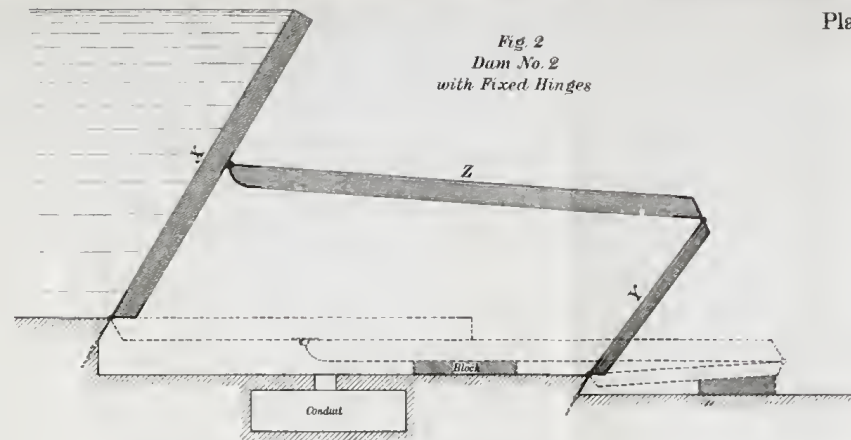 Pla
Fig. 2
Dam No. 2
with Fixed Hinges
X
Z
Y
Block
Conduit